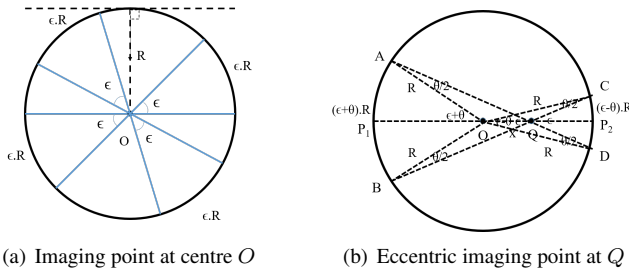 ϵ.R
R
ϵ.R
ϵ
ϵ
ϵ
ϵ
O
ϵ.R
ϵ.R
A
C
R
θ/2
R
θ/2
(ϵ+θ).R
(ϵ-θ).R
ϵ+θ
θ
ϵ
ϵ
P1
O
X
Q
P2
R
θ/2
D
R
θ/2
B
(a) Imaging point at centre O
(b) Eccentric imaging point at Q